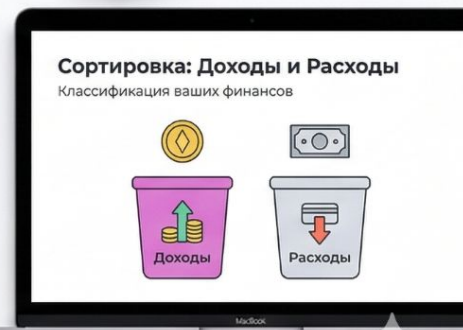 Сортировка: Доходы и Расходы
Классификация ваших финансов
Доходы
Расходы
MacBook